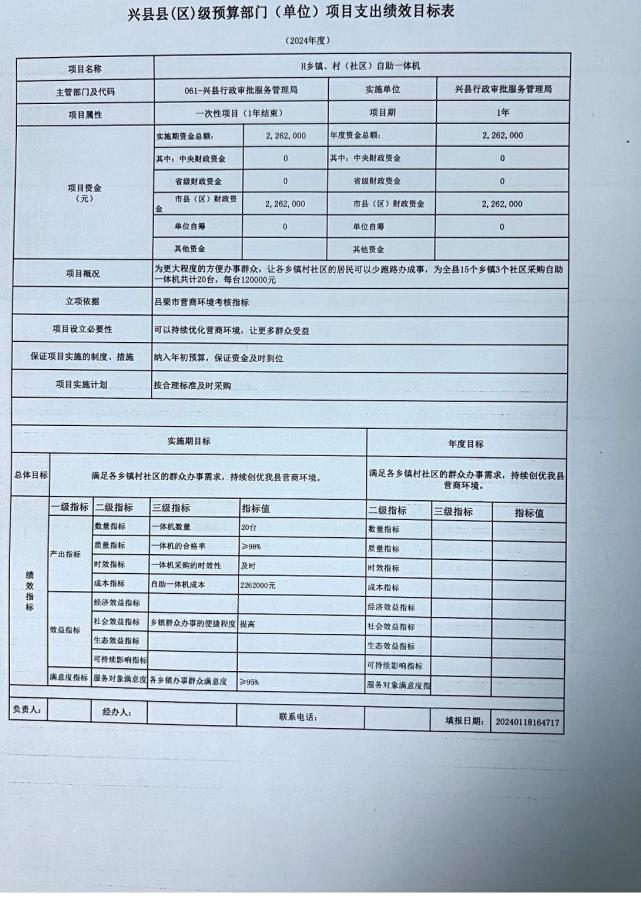 兴县县(区)级预算部门（单位）项目支出绩效目标表
（2024年度）
项目名称 H乡镇、村（社区）自助一体机
主管部门及代码 061-兴县行政审批服务管理局 实施单位 兴县行政审批服务管理局
项目属性 一次性项目（1年结束） 项目期 1年
项目资金（元）
实施期资金总额： 2,262,000 年度资金总额： 2,262,000
其中：中央财政资金 0 其中：中央财政资金 0
省级财政资金 0 省级财政资金 0
市县（区）财政资金 2,262,000 市县（区）财政资金 2,262,000
单位自筹 0 单位自筹 0
其他资金 其他资金
项目概况 为更大程度的方便办事群众，让各乡镇村社区的居民可以少跑路办成事，为全县15个乡镇3个社区采购自助
一体机共计20台，每台120000元
立项依据 吕梁市营商环境考核指标
项目设立必要性 可以持续优化营商环境，让更多群众受益
保证项目实施的制度、措施 纳入年初预算，保证资金及时到位
项目实施计划 按合理标准及时采购
实施期目标 年度目标
总体目标 满足各乡镇村社区的群众办事需求，持续创优我县营商环境。 满足各乡镇村社区的群众办事需求，持续创优我县
营商环境。
绩效指标
一级指标 二级指标 三级指标 指标值 二级指标 三级指标 指标值
产出指标
数量指标 一体机数量 20台 数量指标
质量指标 一体机的合格率 ≥98% 质量指标
时效指标 一体机采购的时效性 及时 时效指标
成本指标 自助一体机成本 2262000元 成本指标
效益指标
经济效益指标 经济效益指标
社会效益指标 乡镇群众办事的便捷程度 提高 社会效益指标
生态效益指标 生态效益指标
可持续影响指标 可持续影响指标
满意度指标 服务对象满意度 各乡镇办事群众满意度 ≥95% 服务对象满意度指
负责人： 经办人： 联系电话： 填报日期： 20240118164717